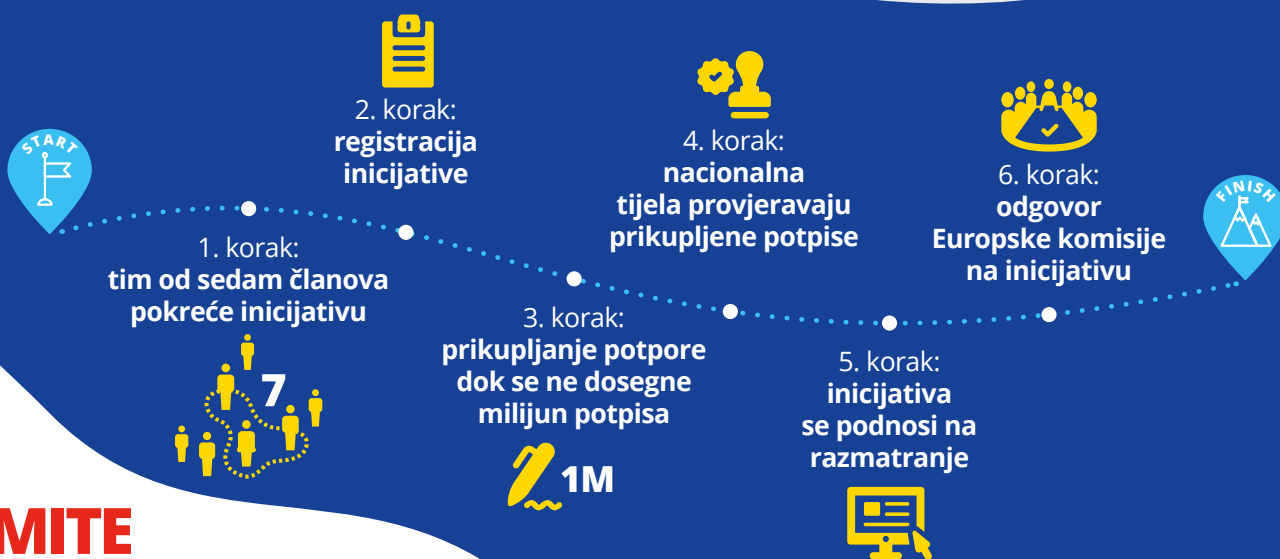 START
1. korak:
tim od sedam članova
pokreće inicijativu
7
2. korak:
registracija
inicijative
3. korak:
prikupljanje potpore
dok se ne dosegne
milijun potpisa
1M
4. korak:
nacionalna
tijela provjeravaju
prikupljene potpise
5. korak:
inicijativa
se podnosi na
razmatranje
6. korak:
odgovor
Europske komisije
na inicijativu
FINISH
MITE